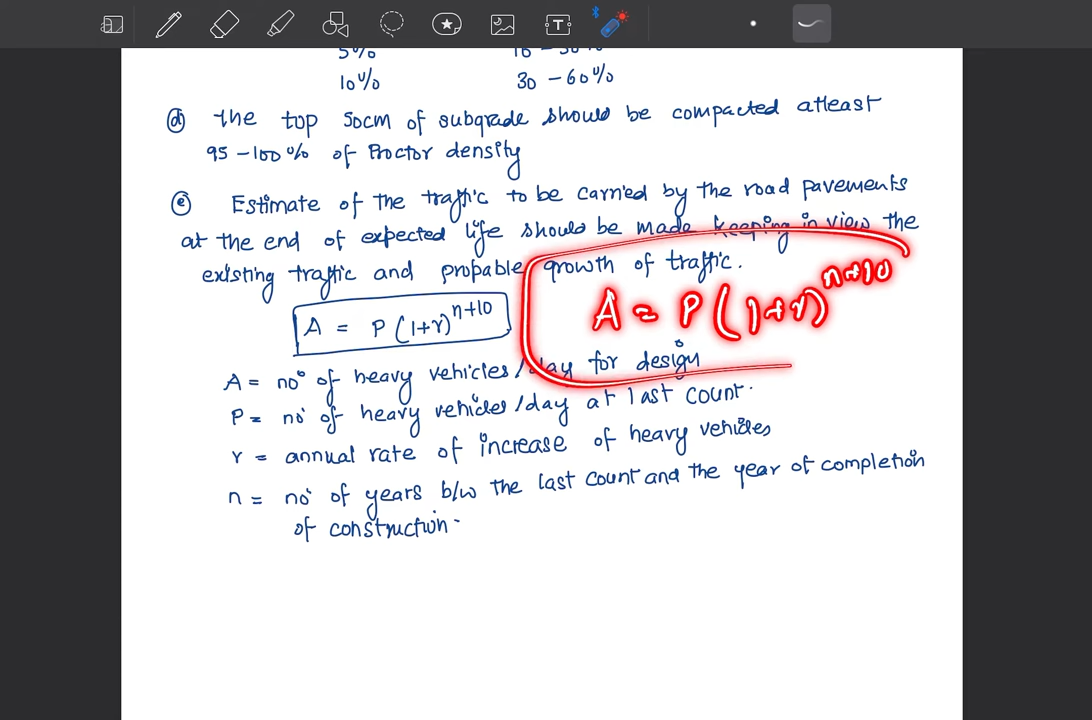 5%
10% 30 - 60%
(d) the top 50cm of subgrade should be compacted atleast
95 - 100% of Proctor density
(e) Estimate of the traffic to be carried by the road pavements
at the end of expected life should be made keeping in view the
existing traffic and propable growth of traffic.
A = P(1+r)^n+10
A = P(1+r)^n+10
A = no of heavy vehicles/day for design
P = no of heavy vehicles/day at last count.
r = annual rate of increase of heavy vehicles
n = no of years b/w the last count and the year of completion
of construction.
T